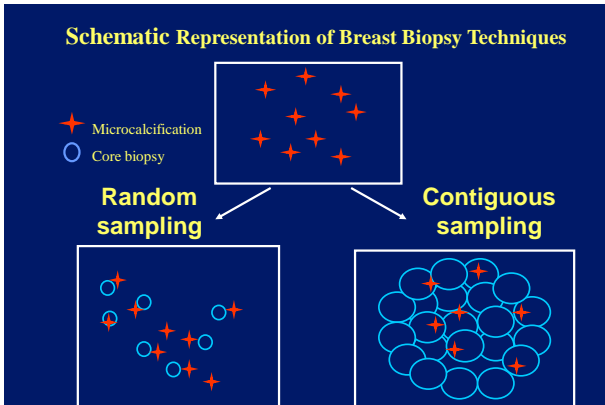 Schematic Representation of Breast Biopsy Techniques
Microcalcification
Core biopsy
Random
sampling
Contiguous
sampling